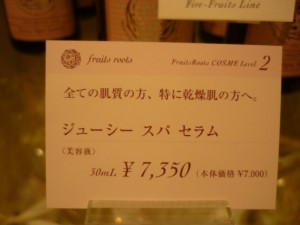 Five-Fruits Line
fruits roots
FruitsRoots COSME Level 2
全ての肌質の方、特に乾燥肌の方へ。
ジューシー スパ セラム
(美容液)
30mL ¥7,350 (本体価格 ¥7,000)